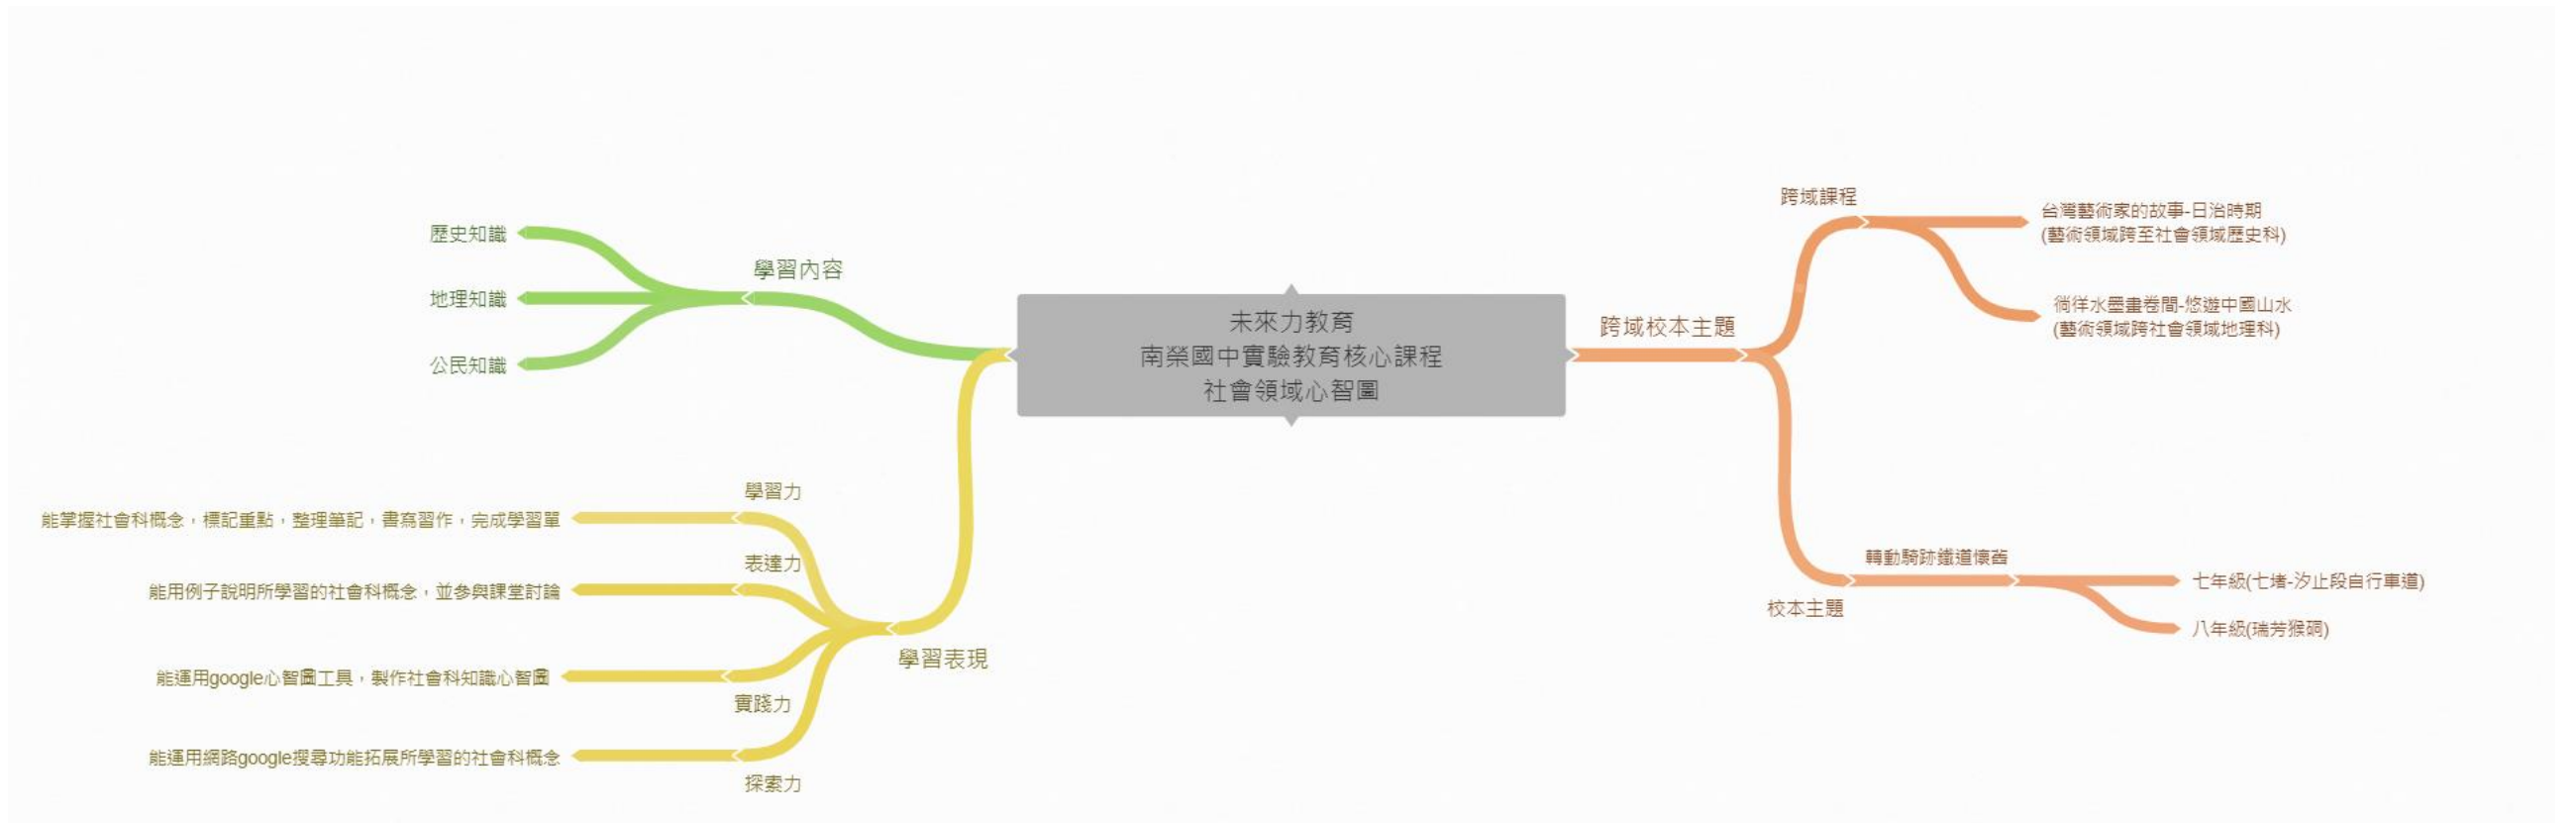 未來力教育
南榮國中實驗教育核心課程
社會領域心智圖
學習內容
歷史知識
地理知識
公民知識
學習表現
學習力
能掌握社會科概念，標記重點，整理筆記，書寫習作，完成學習單
表達力
能用例子說明所學習的社會科概念，並參與課堂討論
能運用google心智圖工具，製作社會科知識心智圖
實踐力
能運用網路google搜尋功能拓展所學習的社會科概念
探索力
跨域校本主題
跨域課程
台灣藝術家的故事-日治時期
(藝術領域跨至社會領域歷史科)
徜徉水墨畫卷間-悠遊中國山水
(藝術領域跨社會領域地理科)
轉動騎跡鐵道懷舊
校本主題
七年級(七堵-汐止段自行車道)
八年級(瑞芳猴硐)